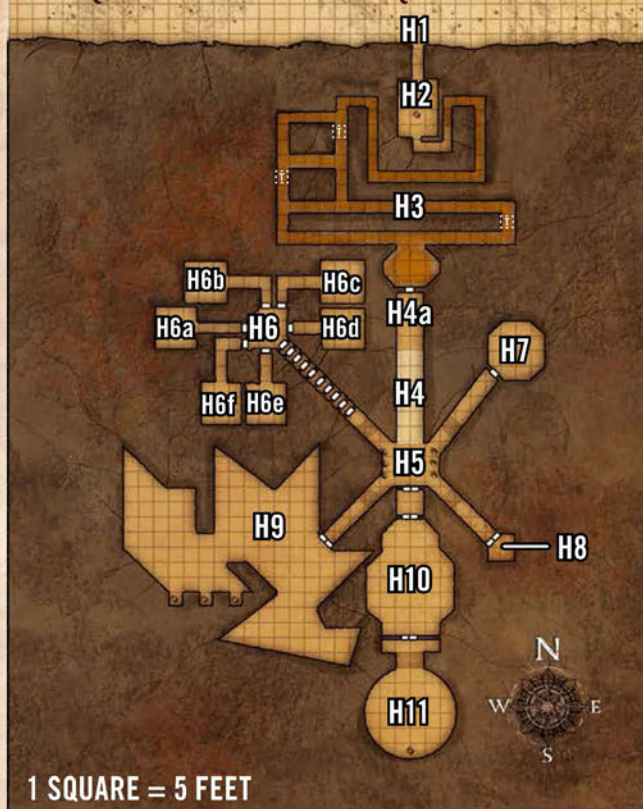 H1
H2
T
T
H3
T
H6b
H6c
H4a
H6a
H6
H6d
H7
H4
H6f
H6e
H5
H9
H8
H10
N
W
E
S
H11
1 SQUARE = 5 FEET